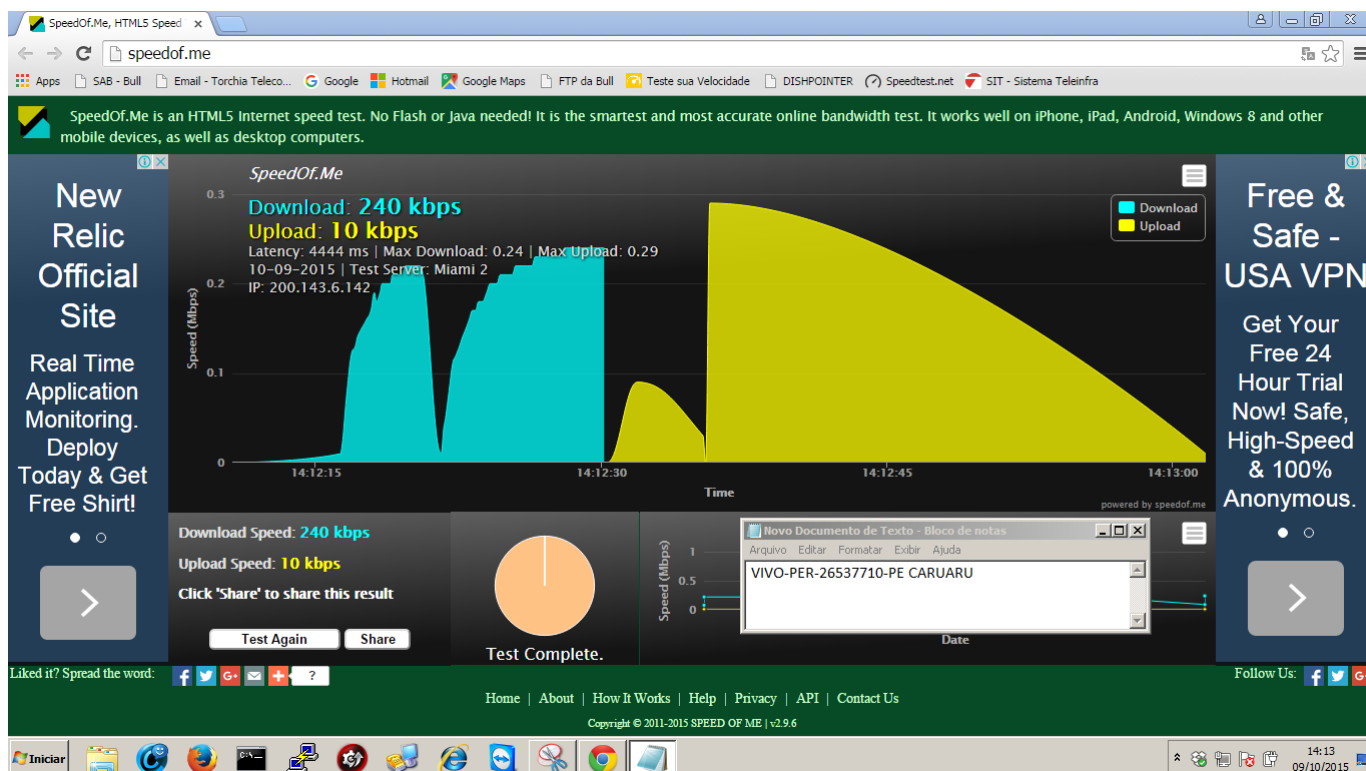 SpeedOf.Me, HTML5 Speed
speedof.me
Apps SAB - Bull Email - Torchia Teleco... Google Hotmail Google Maps FTP da Bull Teste sua Velocidade DISHPOINTER Speedtest.net SIT - Sistema Teleinfra
SpeedOf.Me is an HTML5 Internet speed test. No Flash or Java needed! It is the smartest and most accurate online bandwidth test. It works well on iPhone, iPad, Android, Windows 8 and other
mobile devices, as well as desktop computers.
New
Relic
Official
Site
Real Time
Application
Monitoring.
Deploy
Today & Get
Free Shirt!
SpeedOf.Me
Download: 240 kbps
Upload: 10 kbps
Latency: 4444 ms | Max Download: 0.24 | Max Upload: 0.29
10-09-2015 | Test Server: Miami 2
IP: 200.143.6.142
Download
Upload
Speed (Mbps)
0.3
0.2
0.1
0
14:12:15 14:12:30 14:12:45 14:13:00
Time
powered by speedof.me
Free &
Safe -
USA VPN
Get Your
Free 24
Hour Trial
Now! Safe,
High-Speed
& 100%
Anonymous.
Download Speed: 240 kbps
Upload Speed: 10 kbps
Click 'Share' to share this result
Test Again Share
Test Complete.
Speed (Mbps)
1
0.5
0
Date
Novo Documento de Texto - Bloco de notas
Arquivo Editar Formatar Exibir Ajuda
VIVO-PER-26537710-PE CARUARU
Liked it? Spread the word:
?
Follow Us:
Home | About | How It Works | Help | Privacy | API | Contact Us
Copyright © 2011-2015 SPEED OF ME | v2.9.6
Iniciar
14:13
09/10/2015